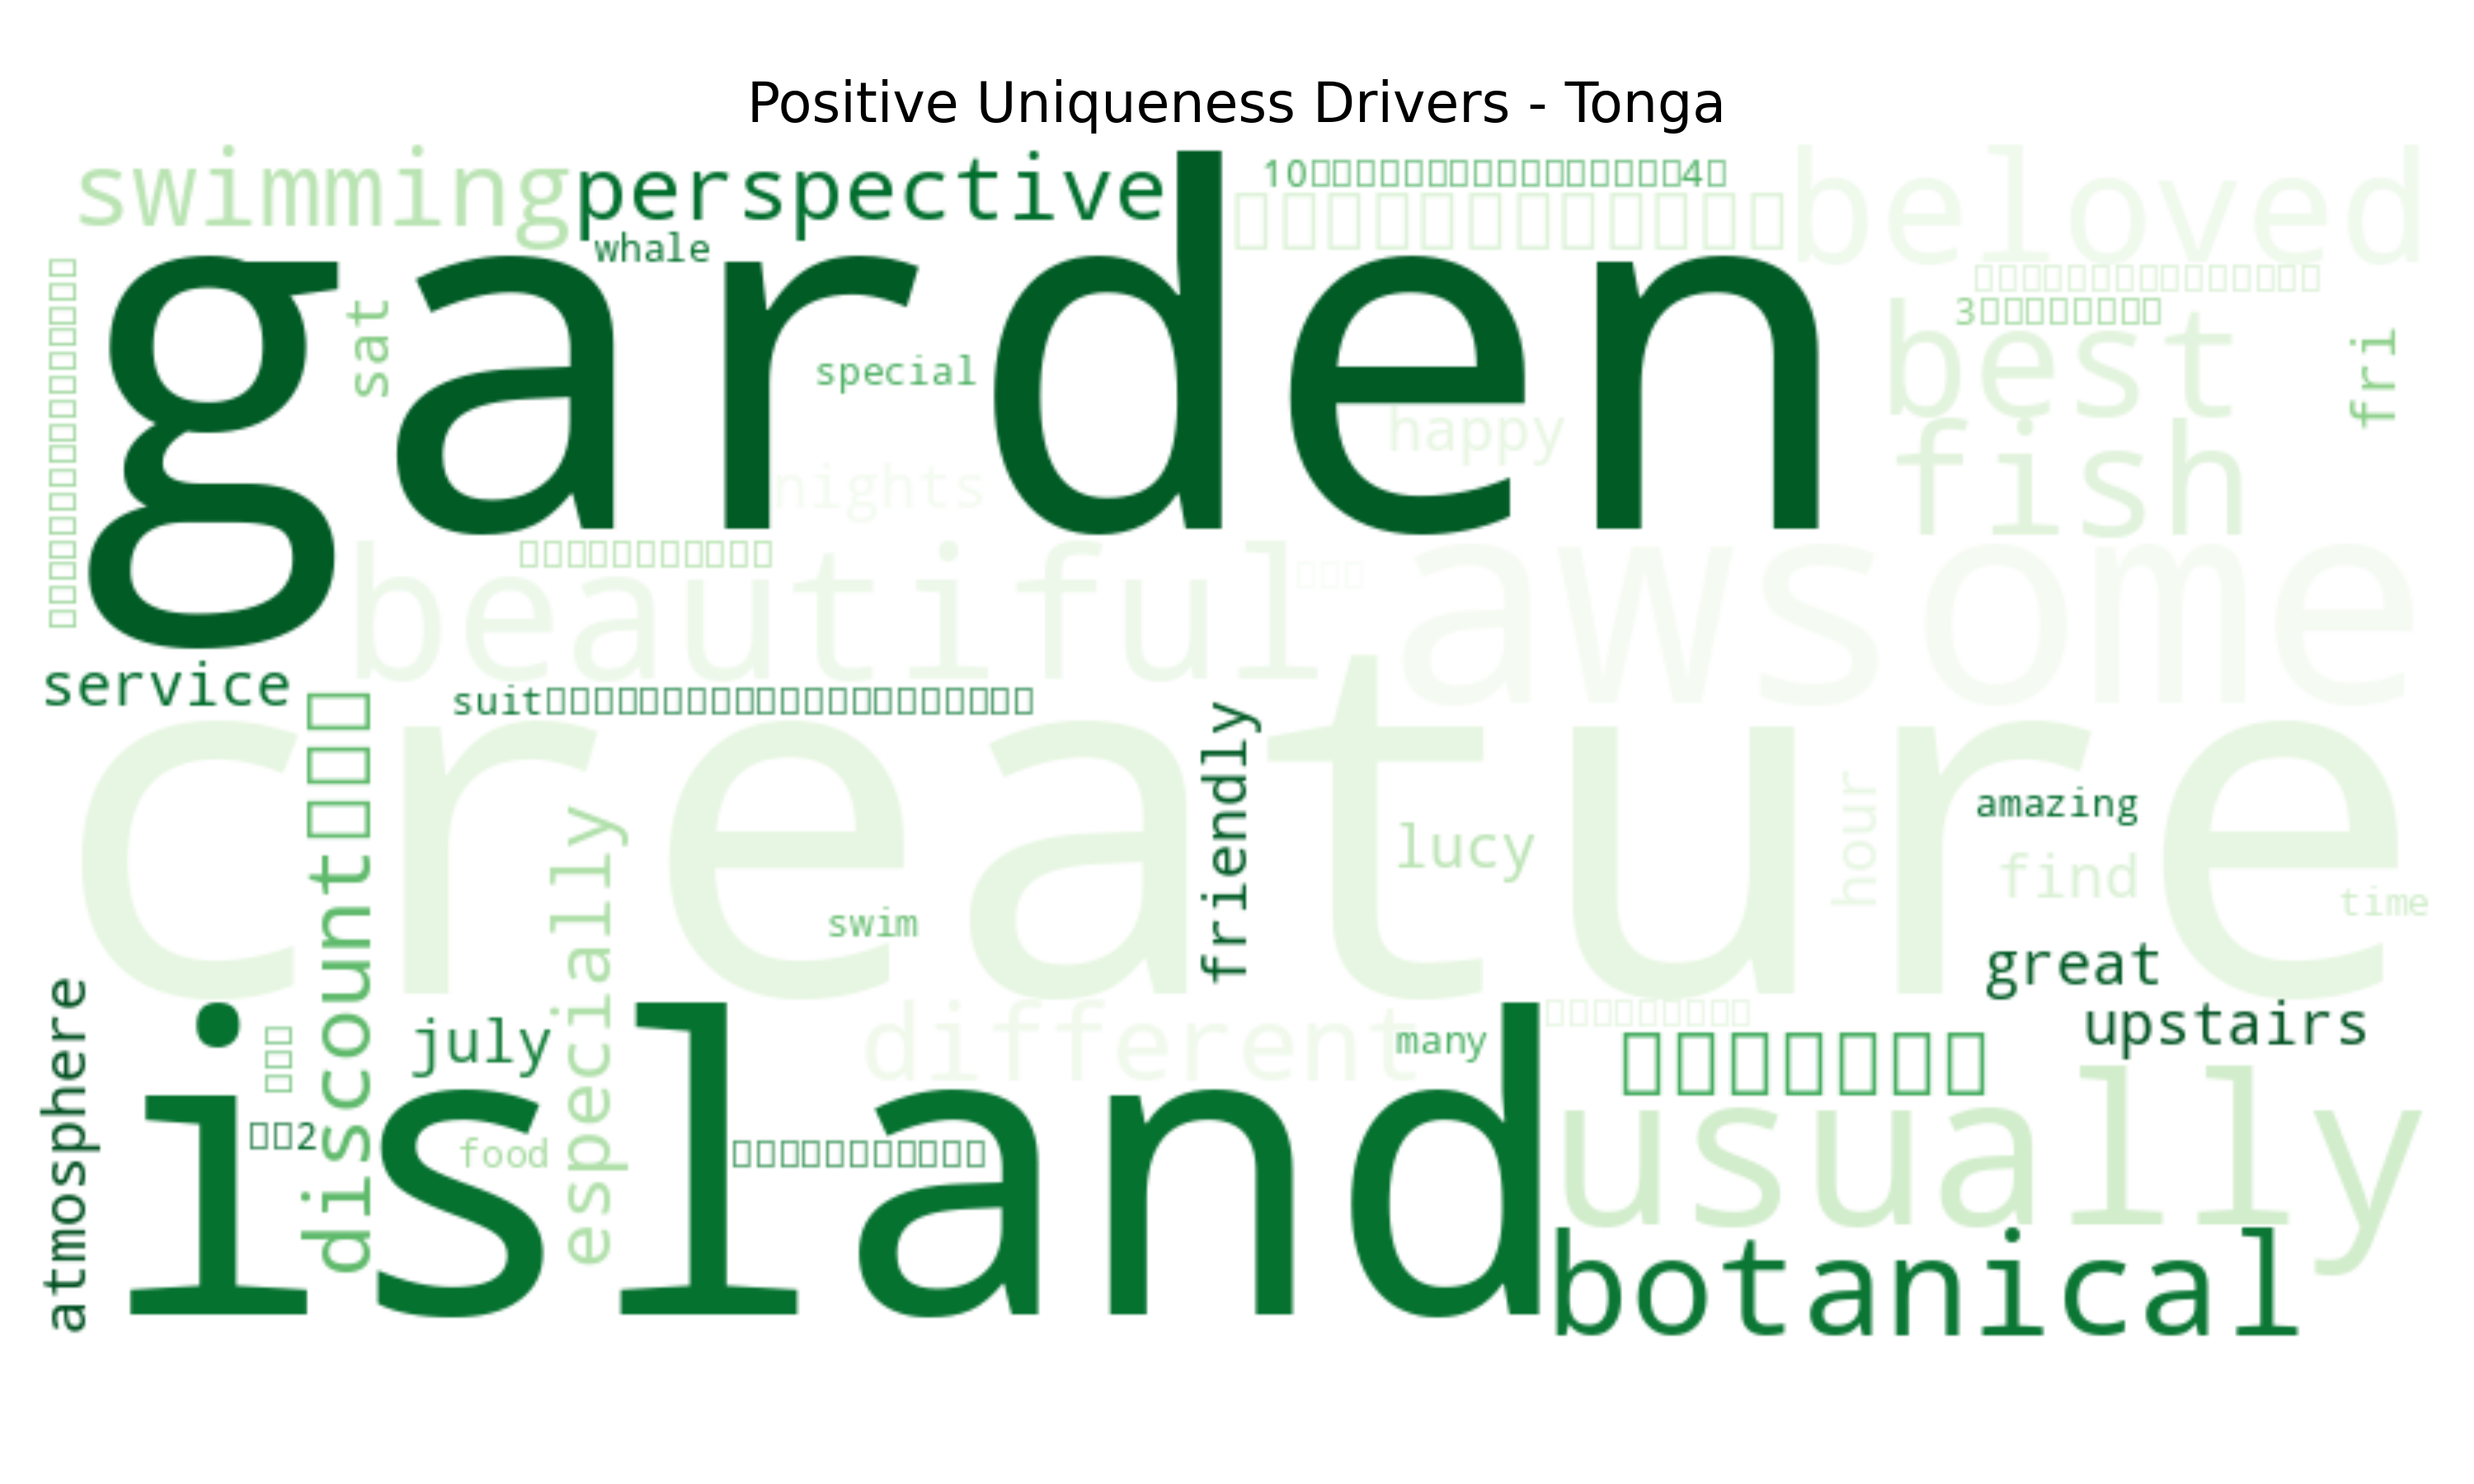 Positive Uniqueness Drivers - Tonga
swimming
perspective
10 4
beloved
whale
garden
sat
3
best
fri
special
happy
fish
nights
beautiful
awsome
service
suit
creature
friendly
discount
especially
lucy
hour
amazing
find
time
swim
great
atmosphere
july
different
many
upstairs
island
2
food
usually
botanical